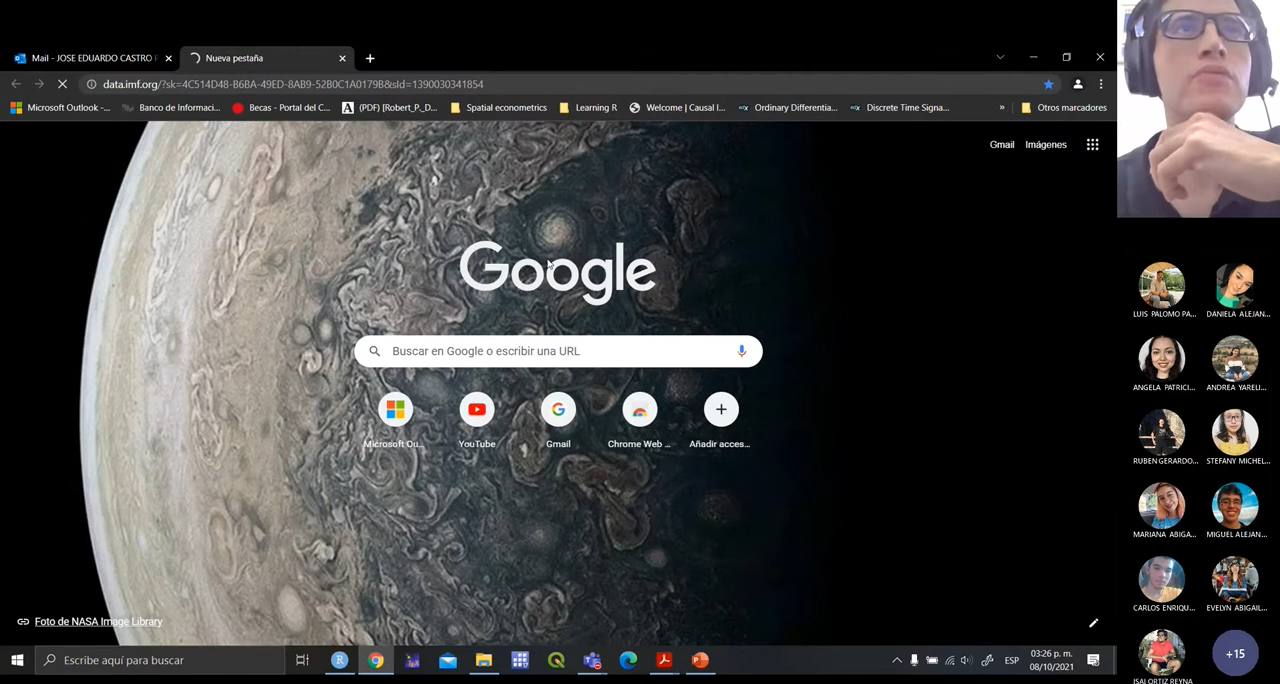 Mail - JOSE EDUARDO CASTRO P
Nueva pestaña
data.imf.org/?sk=4C514D48-B6BA-49ED-8AB9-52B0C1A0179B&sId=1390030341854
Microsoft Outlook -...
Banco de Informaci...
Becas - Portal del C...
(PDF) [Robert_P._D...
Spatial econometrics
Learning R
Welcome | Causal I...
Ordinary Differentia...
Discrete Time Signa...
»
Otros marcadores
Gmail
Imágenes
Google
Buscar en Google o escribir una URL
Microsoft Ou...
YouTube
Gmail
Chrome Web ...
Añadir acces...
Foto de NASA Image Library
LUIS PALOMO PA...
DANIELA ALEJAN...
ANGELA PATRICI...
ANDREA YARELI...
RUBEN GERARDO...
STEFANY MICHEL...
MARIANA ABIGA...
MIGUEL ALEJAN...
CARLOS ENRIQU...
EVELYN ABIGAIL...
ISAI ORTIZ REYNA
+15
Escribe aquí para buscar
ESP
03:26 p. m.
08/10/2021